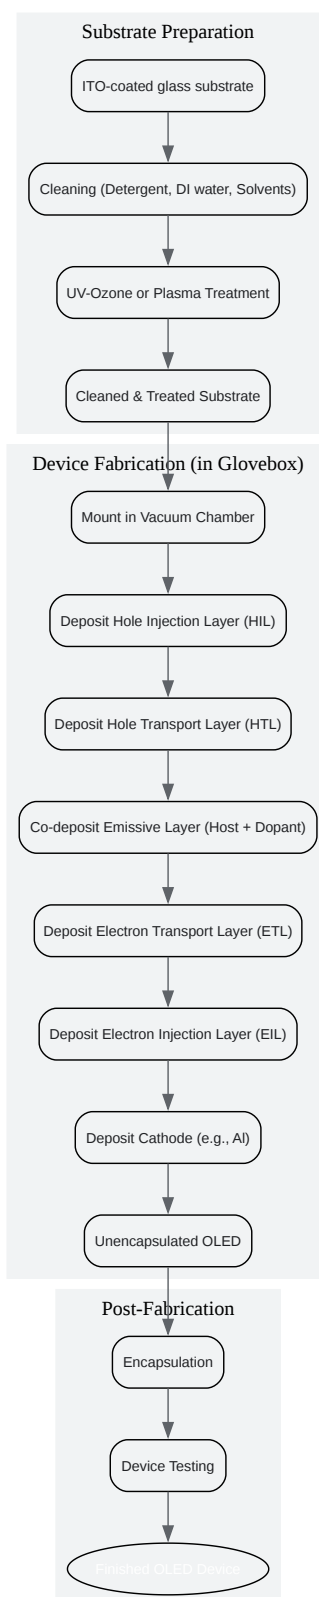 Substrate Preparation
ITO-coated glass substrate
Cleaning (Detergent, DI water, Solvents)
UV-Ozone or Plasma Treatment
Cleaned & Treated Substrate
Device Fabrication (in Glovebox)
Mount in Vacuum Chamber
Deposit Hole Injection Layer (HIL)
Deposit Hole Transport Layer (HTL)
Co-deposit Emissive Layer (Host + Dopant)
Deposit Electron Transport Layer (ETL)
Deposit Electron Injection Layer (EIL)
Deposit Cathode (e.g., Al)
Unencapsulated OLED
Post-Fabrication
Encapsulation
Device Testing
Finished OLED Device